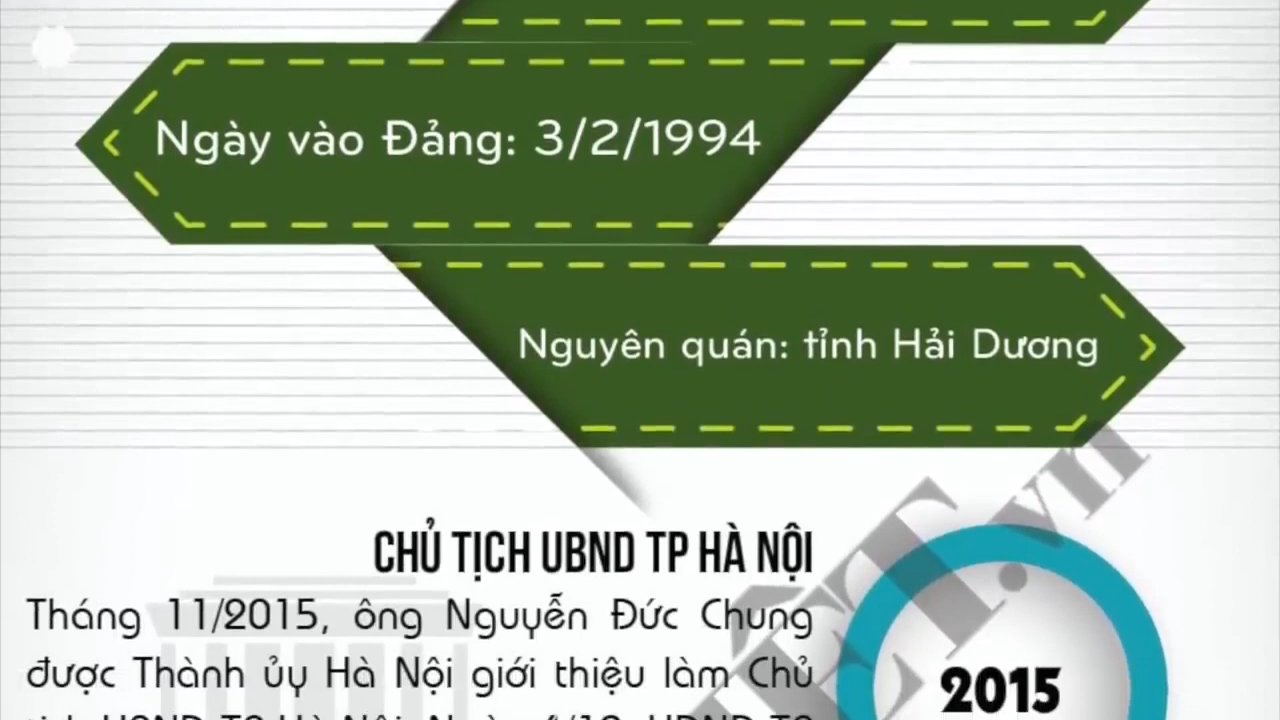 Ngày vào Đảng: 3/2/1994
Nguyên quán: tỉnh Hải Dương
CHỦ TỊCH UBND TP HÀ NỘI
Tháng 11/2015, ông Nguyễn Đức Chung
được Thành ủy Hà Nội giới thiệu làm Chủ
2015
.vn